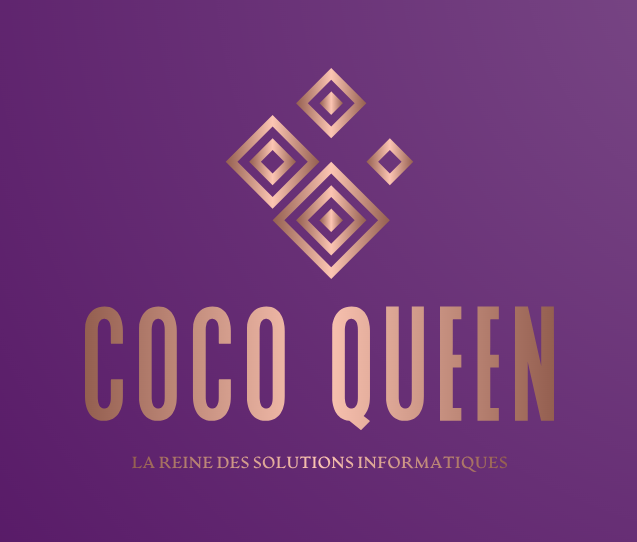 COCO QUEEN
LA REINE DES SOLUTIONS INFORMATIQUES